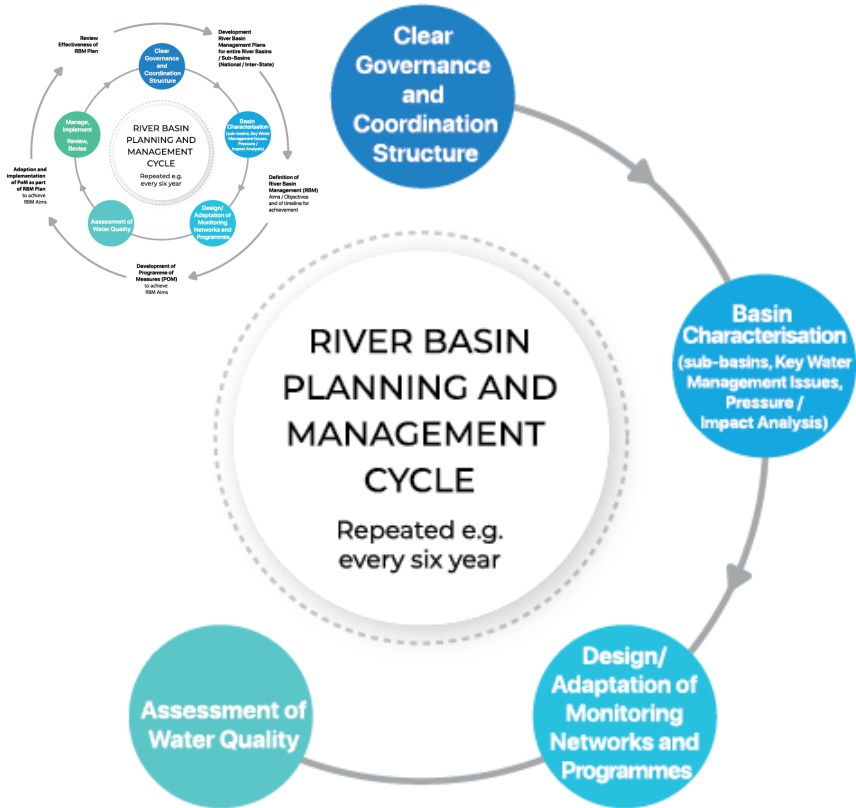 Review
Effectiveness of
RBM Plan
Development
River Basin
Management Plans
for entire River Basins
/ Sub-Basins
(National / Inter-State)
Clear
Governance
and
Coordination
Structure
Manage,
Implement
Review,
Revise
RIVER BASIN
PLANNING AND
MANAGEMENT
CYCLE
Repeated e.g.
every six year
Basin
Characterisation
(sub-basins, Key Water
Management Issues,
Pressure /
Impact Analysis)
Adoption and
implementation
of PoM as part
of RBM Plan
to achieve
RBM Aims
Definition of
River Basin
Management (RBM)
Aims / Objectives
and of timeline for
achievement
Assessment
of Water Quality
Design/
Adaptation of
Monitoring
Networks and
Programmes
Development of
Programme of
Measures (POM)
to achieve
RBM Aims
Clear
Governance
and
Coordination
Structure
Basin
Characterisation
(sub-basins, Key Water
Management Issues,
Pressure /
Impact Analysis)
RIVER BASIN
PLANNING AND
MANAGEMENT
CYCLE
Repeated e.g.
every six year
Assessment of
Water Quality
Design/
Adaptation of
Monitoring
Networks and
Programmes